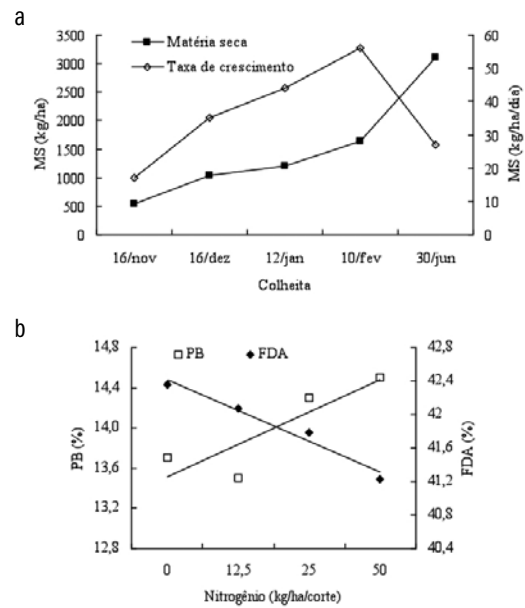 a
Matéria seca
Taxa de crescimento
MS (kg/ha)
3500
3000
2500
2000
1500
1000
500
0
MS (kg/ha/dia)
60
50
40
30
20
10
0
16/nov 16/dez 12/jan 10/fev 30/jun
Colheita
b
PB FDA
PB (%)
14,8
14,4
14,0
13,6
13,2
12,8
FDA (%)
42,8
42,4
42
41,6
41,2
40,8
40,4
0 12,5 25 50
Nitrogênio (kg/ha/corte)